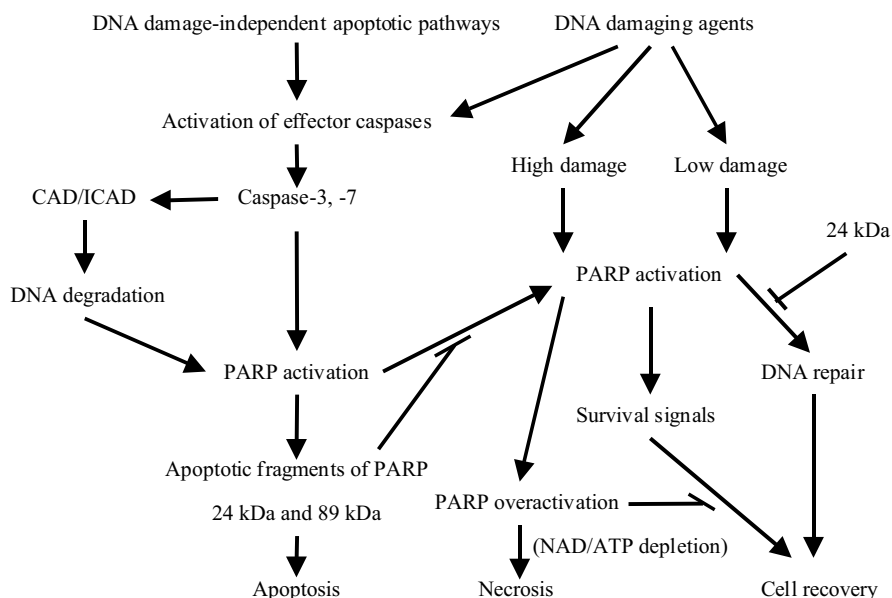 DNA damage-independent apoptotic pathways
DNA damaging agents
Activation of effector caspases
High damage
Low damage
CAD/ICAD
Caspase-3, -7
24 kDa
PARP activation
DNA degradation
PARP activation
DNA repair
Survival signals
Apoptotic fragments of PARP
24 kDa and 89 kDa
PARP overactivation
(NAD/ATP depletion)
Apoptosis
Necrosis
Cell recovery